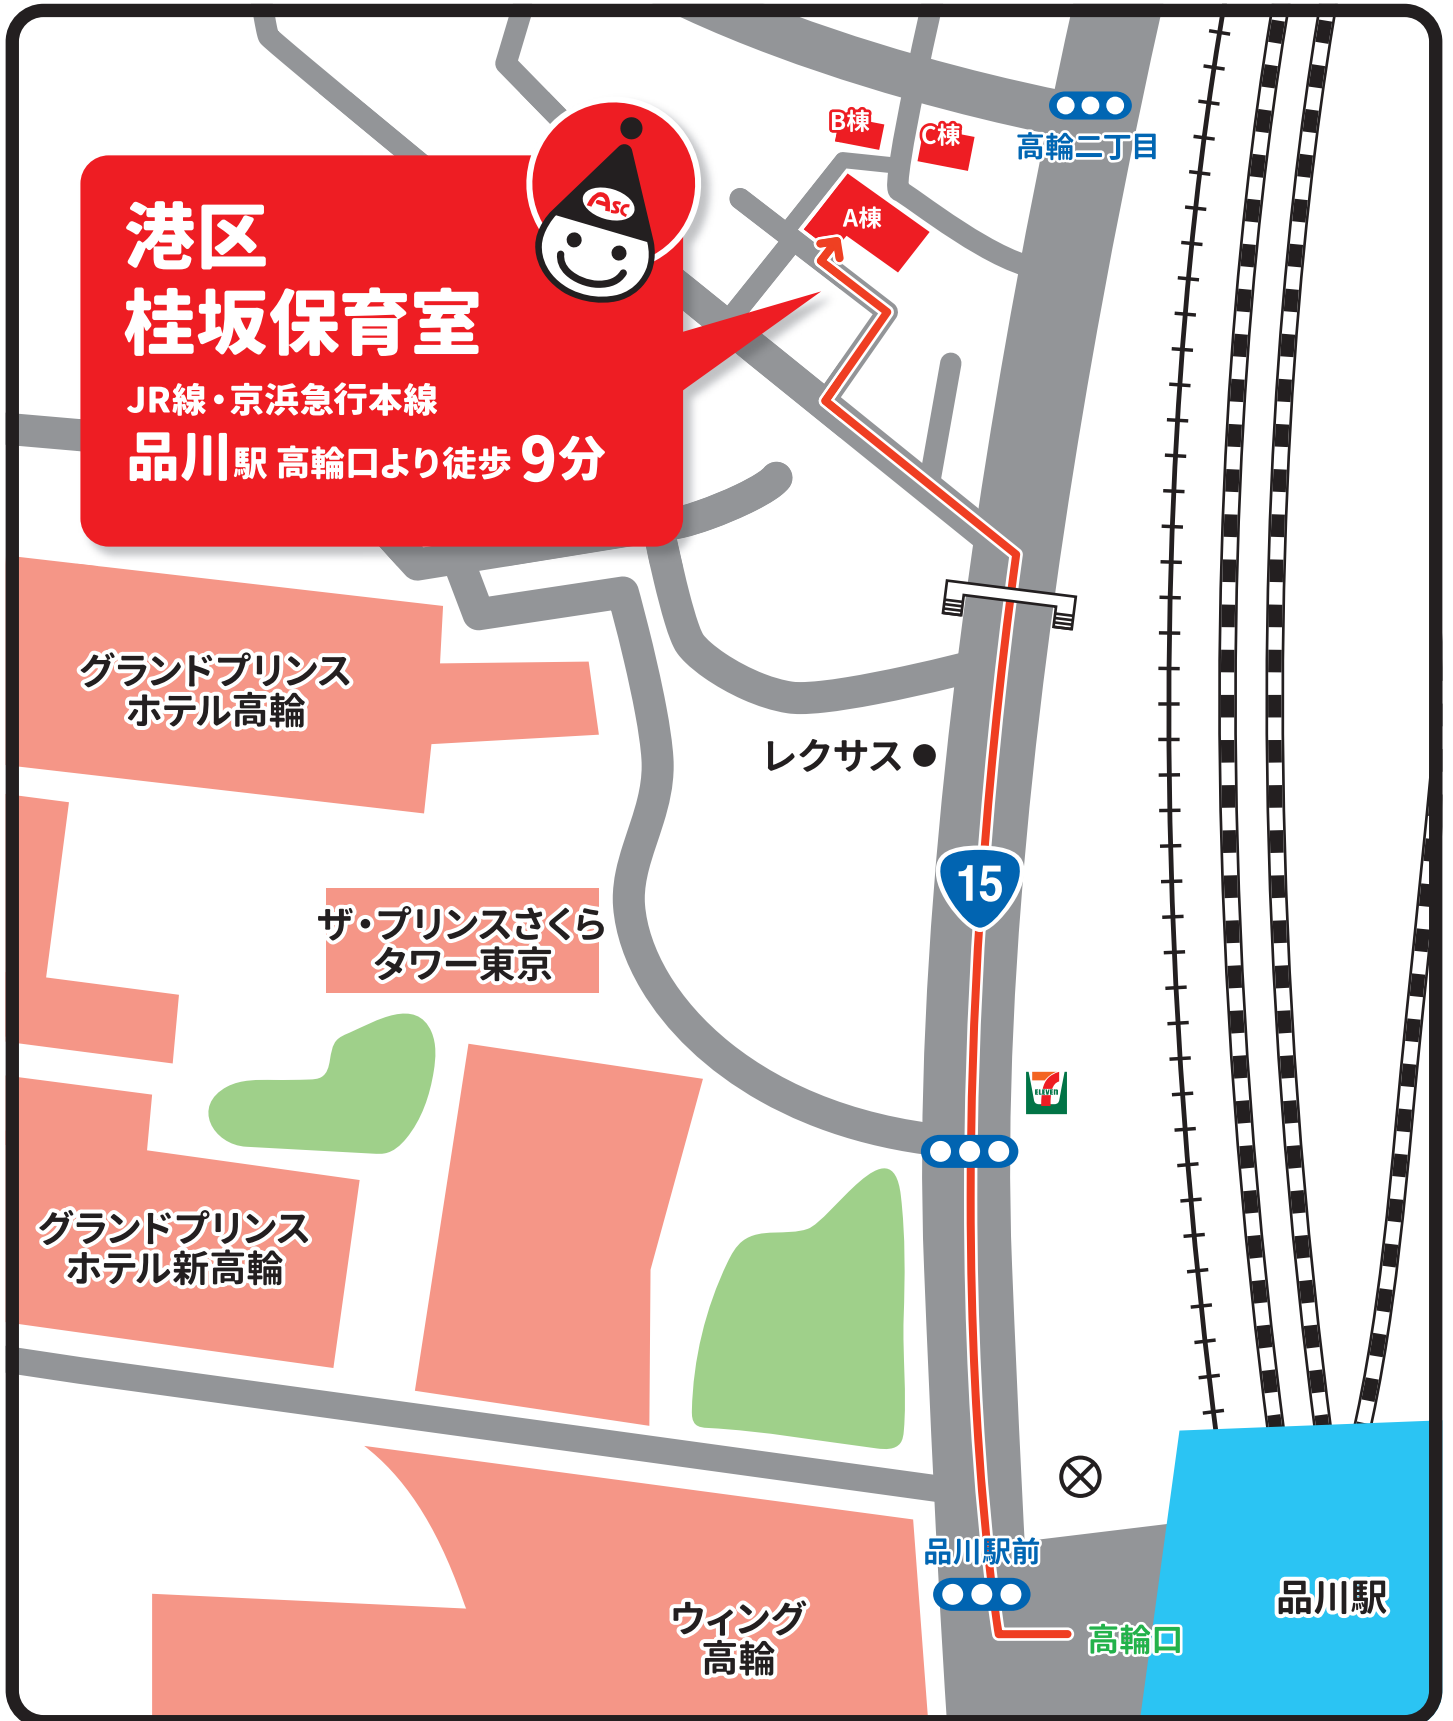 B棟
C棟
高輪二丁目
A棟
ASC
港区
桂坂保育室
JR線・京浜急行本線
品川駅 高輪口より徒歩 9分
グランドプリンス
ホテル高輪
レクサス
15
ザ・プリンスさくら
タワー東京
7
ELEVEN
グランドプリンス
ホテル新高輪
品川駅前
品川駅
ウィング
高輪
高輪口